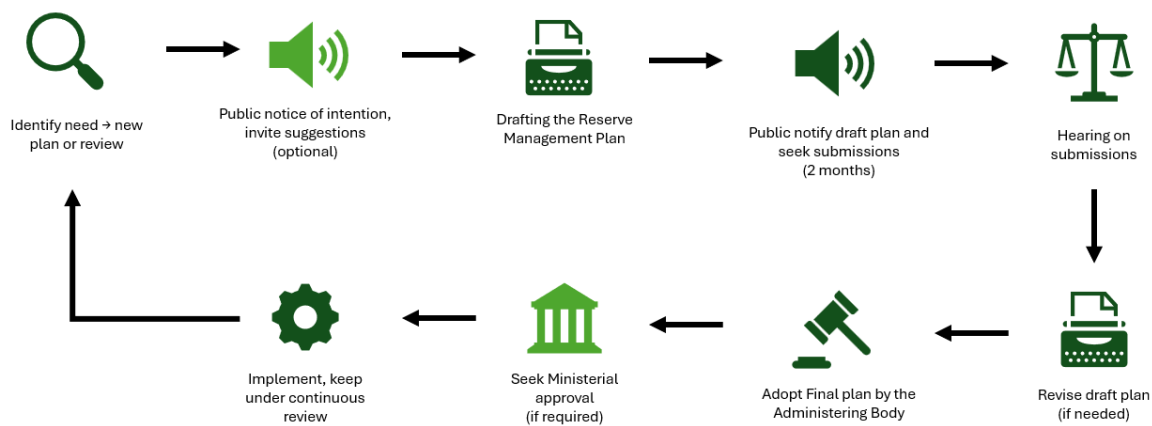 Identify need → new
plan or review
Public notice of intention,
invite suggestions
(optional)
Drafting the Reserve
Management Plan
Public notify draft plan and
seek submissions
(2 months)
Hearing on
submissions
Revise draft plan
(if needed)
Adopt Final plan by the
Administering Body
Seek Ministerial
approval
(if required)
Implement, keep
under continuous
review